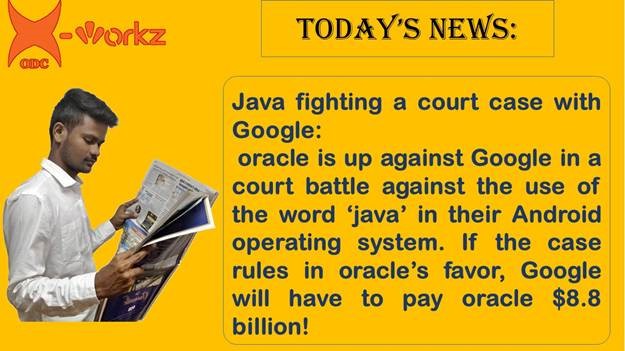 X-Workz
ODC
TODAY'S NEWS:
Java fighting a court case with
Google:
oracle is up against Google in a
court battle against the use of
the word ‘java’ in their Android
operating system. If the case
rules in oracle’s favor, Google
will have to pay oracle $8.8
billion!